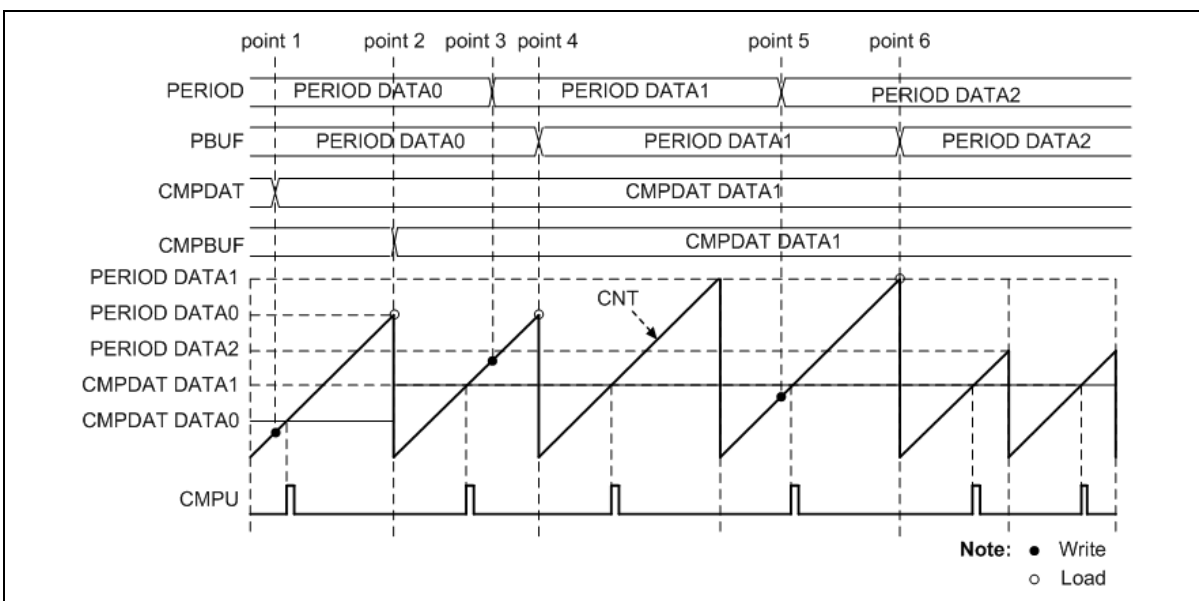 point 1 point 2 point 3 point 4 point 5 point 6
PERIOD PERIOD DATA0 PERIOD DATA1 PERIOD DATA2
PBUF PERIOD DATA0 PERIOD DATA1 PERIOD DATA2
CMPDAT CMPDAT DATA1
CMPBUF CMPDAT DATA1
PERIOD DATA1
CNT
PERIOD DATA0
PERIOD DATA2
CMPDAT DATA1
CMPDAT DATA0
CMPU
Note: ● Write
○ Load